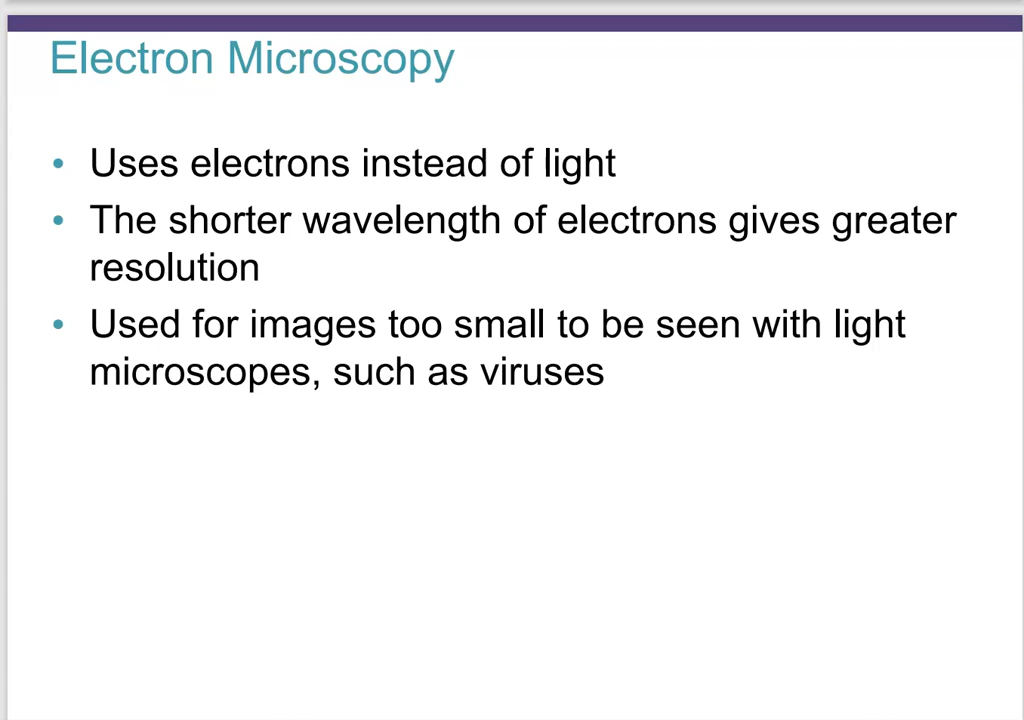 Electron Microscopy
• Uses electrons instead of light
• The shorter wavelength of electrons gives greater
resolution
• Used for images too small to be seen with light
microscopes, such as viruses